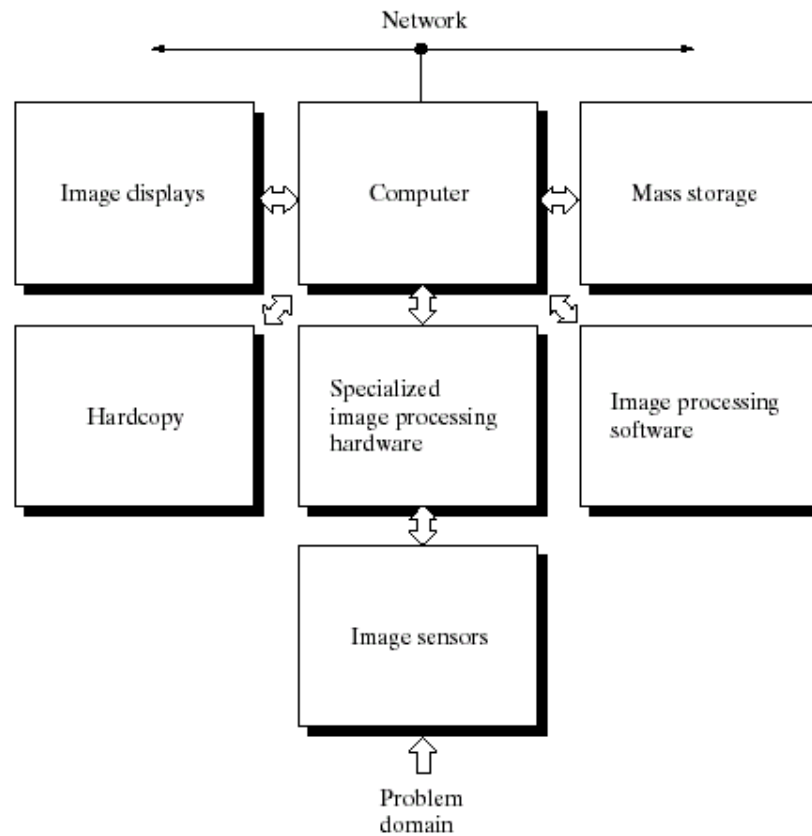 Network
Image displays
Computer
Mass storage
Hardcopy
Specialized
image processing
hardware
Image processing
software
Image sensors
Problem
domain